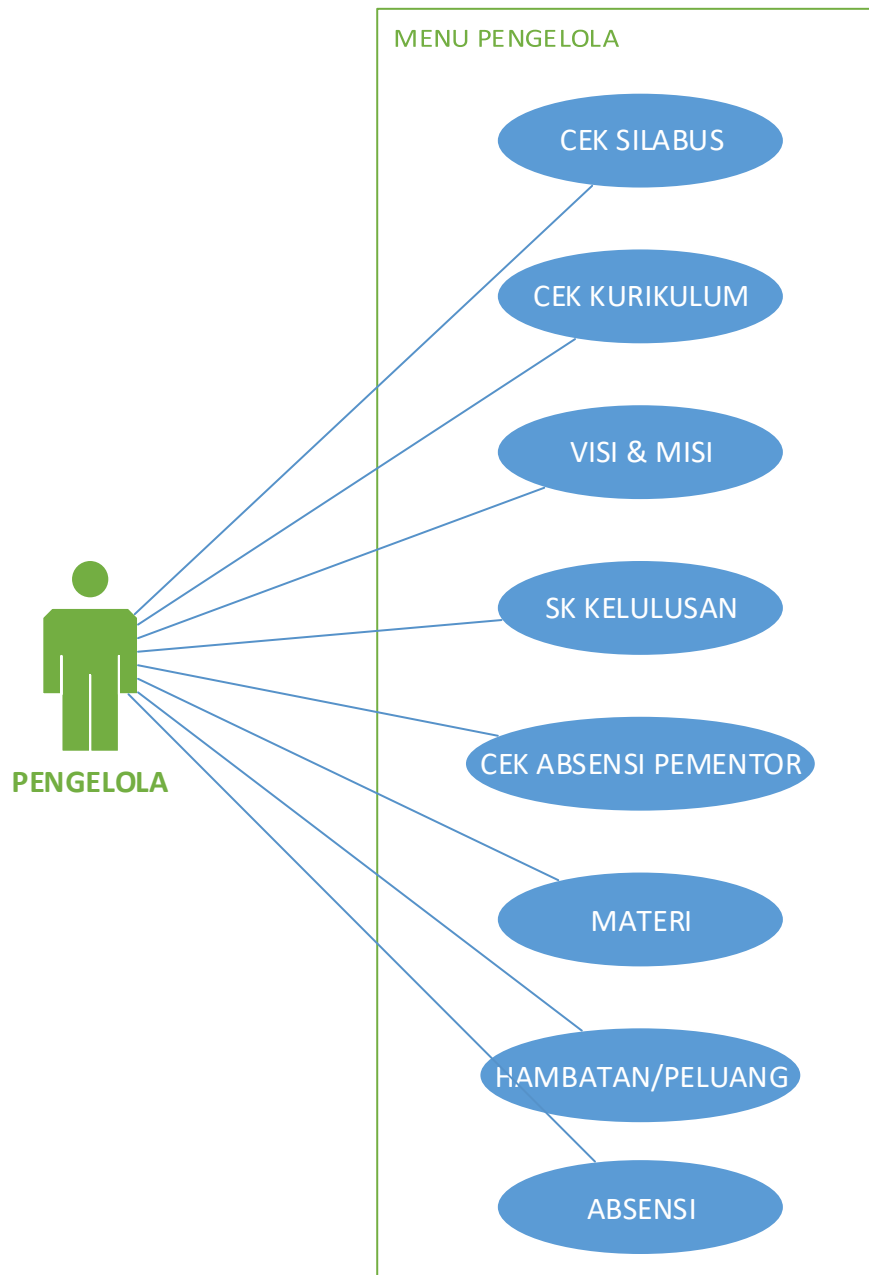 MENU PENGELOLA
CEK SILABUS
CEK KURIKULUM
VISI & MISI
SK KELULUSAN
CEK ABSENSI PEMENTOR
PENGELOLA
MATERI
HAMBATAN/PELUANG
ABSENSI